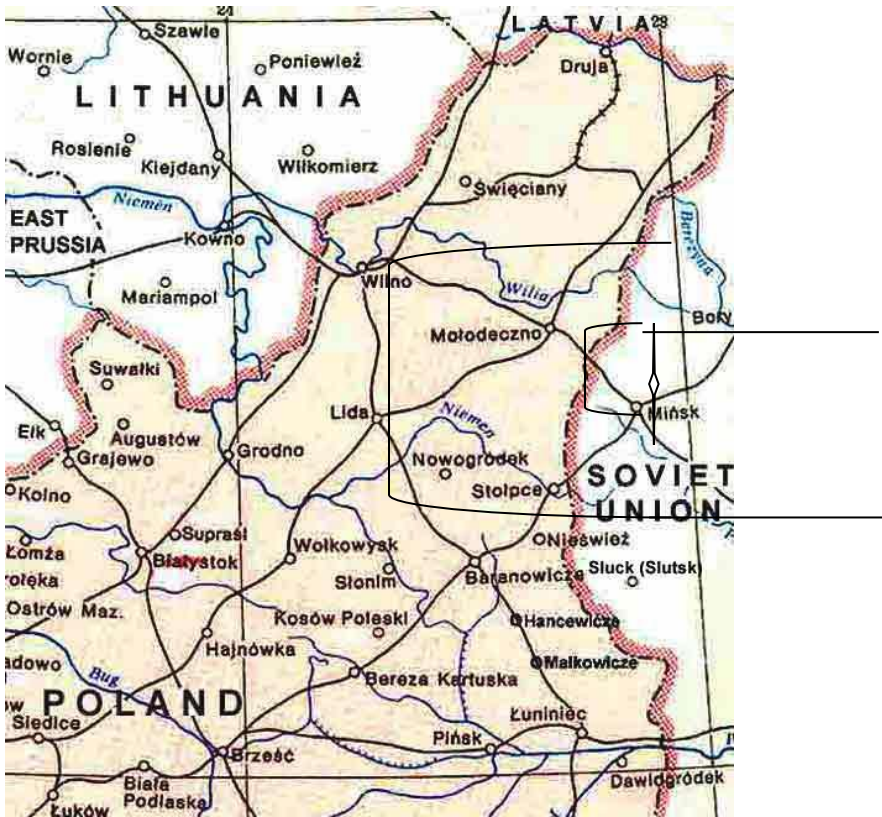 24
LATVIA 28
Szawle
Wornie
Poniewież
Druja
LITHUANIA
Rosienie
Kiejdany
Wiłkomierz
Święciany
Niemen
EAST
PRUSSIA
Kowno
Berezyna
Mariampol
Wilno
Wilia
Mołodeczno
Suwałki
Lida
Niemen
Mińsk
Ełk
Augustów
Grajewo
Grodno
Nowogródek
SOVIET
UNION
Stołpce
Kolno
Supraśl
Łomża
Białystok
Wołkowysk
Nieśwież
Słonim
Baranowicze
Słuck (Slutsk)
Ostrów Maz.
Kosów Poleski
Hancewicze
Hajnówka
Małkowicze
Bug
Bereza Kartuska
POLAND
Siedlce
Łuniniec
Pińsk
Brześć
Biała
Podlaska
Dawidgródek
Łuków